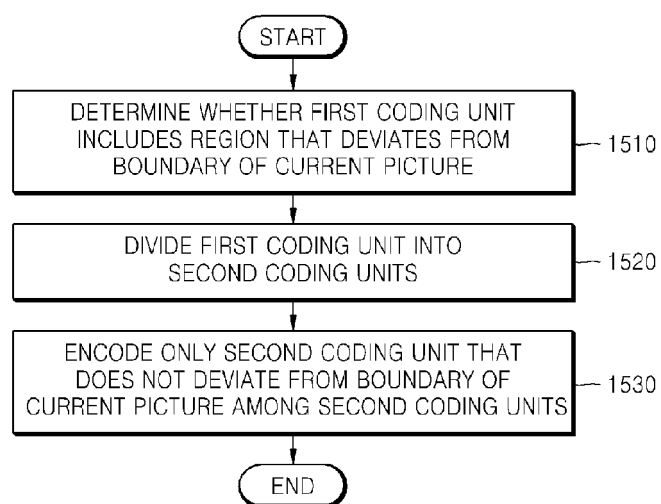 START
DETERMINE WHETHER FIRST CODING UNIT
INCLUDES REGION THAT DEVIATES FROM
BOUNDARY OF CURRENT PICTURE
1510
DIVIDE FIRST CODING UNIT INTO
SECOND CODING UNITS
1520
ENCODE ONLY SECOND CODING UNIT THAT
DOES NOT DEVIATE FROM BOUNDARY OF
CURRENT PICTURE AMONG SECOND CODING UNITS
1530
END